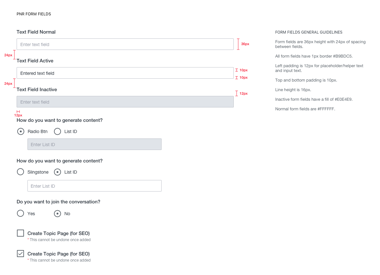 PNR FORM FIELDS
Text Field Normal
Enter text field
36px
24px
Text Field Active
Entered text field
10px
16px
24px
Text Field Inactive
Enter text field
12px
How do you want to generate content?
Radio Btn
List ID
Enter List ID
How do you want to generate content?
Slingstone
List ID
Enter List ID
Do you want to join the conversation?
Yes
No
Create Topic Page (for SEO)
* This cannot be undone once added
Create Topic Page (for SEO)
* This cannot be undone once added
FORM FIELDS GENERAL GUIDELINES
Form fields are 36px height with 24px of spacing
between fields.
All form fields have 1px border
Left padding is 12px for placeholder/helper text
and input text.
Top and bottom padding is 10px.
Line height is 16px.
Inactive form fields have a fill of
Normal form fields are #FFFFFF.